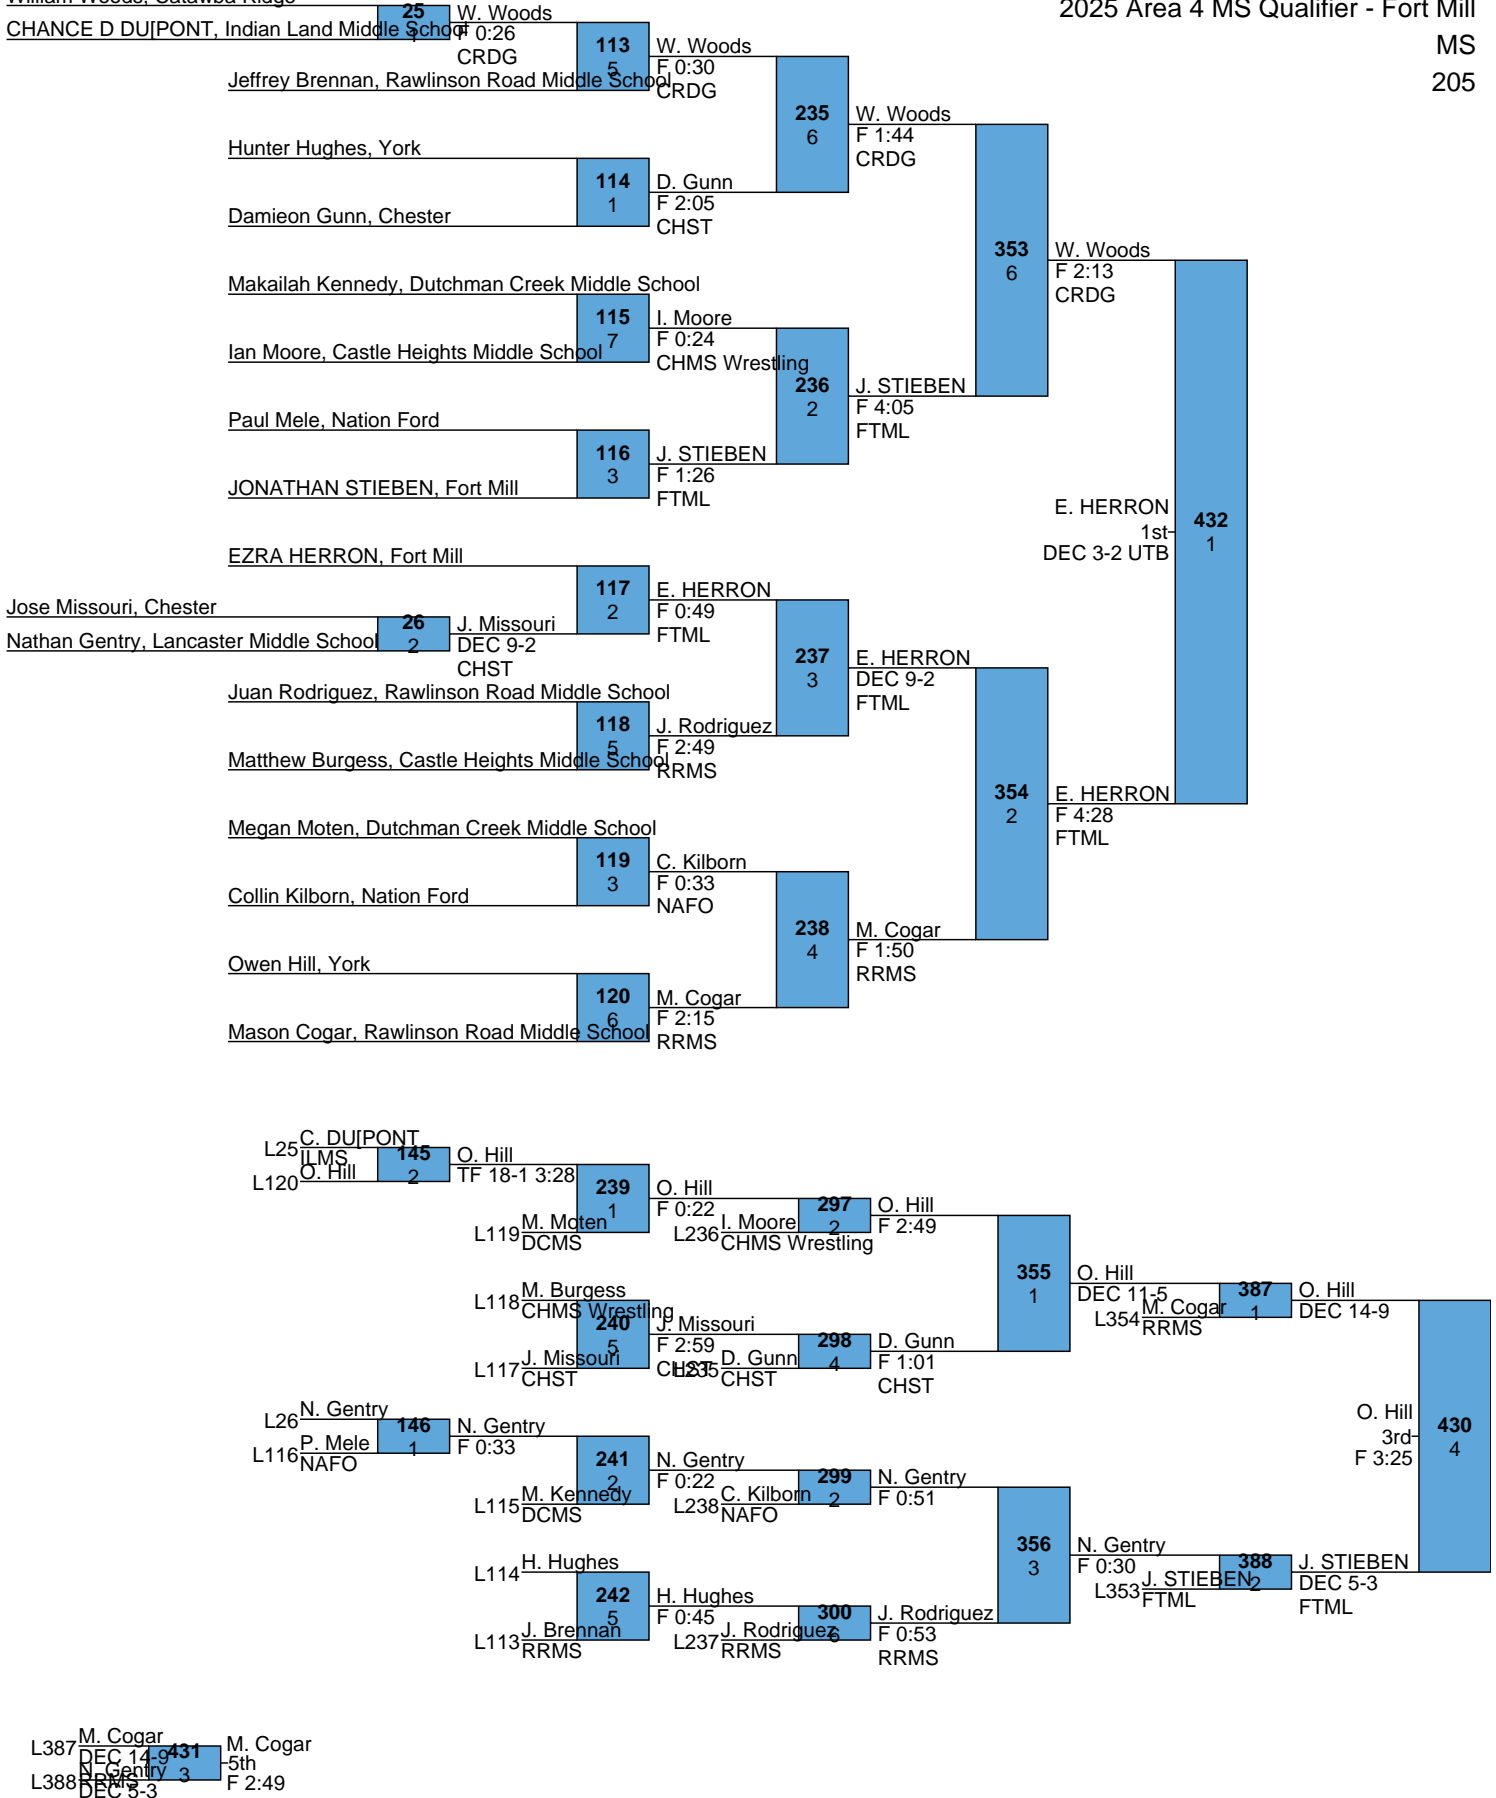 William Woods, Catawba Ridge
CHANCE D DU[PONT, Indian Land Middle School
2025 Area 4 MS Qualifier - Fort Mill
MS
205
25
1
W. Woods
F 0:26
CRDG
Jeffrey Brennan, Rawlinson Road Middle School
113
5
W. Woods
F 0:30
CRDG
Hunter Hughes, York
Damieon Gunn, Chester
114
1
D. Gunn
F 2:05
CHST
235
6
W. Woods
F 1:44
CRDG
Makailah Kennedy, Dutchman Creek Middle School
Ian Moore, Castle Heights Middle School
115
7
I. Moore
F 0:24
CHMS Wrestling
Paul Mele, Nation Ford
JONATHAN STIEBEN, Fort Mill
116
3
J. STIEBEN
F 1:26
FTML
236
2
J. STIEBEN
F 4:05
FTML
353
6
W. Woods
F 2:13
CRDG
EZRA HERRON, Fort Mill
Jose Missouri, Chester
Nathan Gentry, Lancaster Middle School
26
2
J. Missouri
DEC 9-2
CHST
117
2
E. HERRON
F 0:49
FTML
Juan Rodriguez, Rawlinson Road Middle School
Matthew Burgess, Castle Heights Middle School
118
5
J. Rodriguez
F 2:49
RRMS
237
3
E. HERRON
DEC 9-2
FTML
Megan Moten, Dutchman Creek Middle School
Collin Kilborn, Nation Ford
119
3
C. Kilborn
F 0:33
NAFO
Owen Hill, York
Mason Cogar, Rawlinson Road Middle School
120
6
M. Cogar
F 2:15
RRMS
238
4
M. Cogar
F 1:50
RRMS
354
2
E. HERRON
F 4:28
FTML
E. HERRON
1st
DEC 3-2 UTB
432
1
L25
C. DU[PONT
ILMS
L120
O. Hill
145
2
O. Hill
TF 18-1 3:28
L119
M. Moten
DCMS
239
1
O. Hill
F 0:22
L236
I. Moore
CHMS Wrestling
297
2
O. Hill
F 2:49
L118
M. Burgess
CHMS Wrestling
L117
J. Missouri
CHST
240
5
J. Missouri
F 2:59
CHST
L235
D. Gunn
CHST
298
4
D. Gunn
F 1:01
CHST
355
1
O. Hill
DEC 11-5
L354
M. Cogar
RRMS
387
1
O. Hill
DEC 14-9
L26
N. Gentry
L116
P. Mele
NAFO
146
1
N. Gentry
F 0:33
L115
M. Kennedy
DCMS
241
2
N. Gentry
F 0:22
L238
C. Kilborn
NAFO
299
2
N. Gentry
F 0:51
L114
H. Hughes
L113
J. Brennan
RRMS
242
5
H. Hughes
F 0:45
L237
J. Rodriguez
RRMS
300
6
J. Rodriguez
F 0:53
RRMS
356
3
N. Gentry
F 0:30
L353
J. STIEBEN
FTML
388
2
J. STIEBEN
DEC 5-3
FTML
O. Hill
3rd
F 3:25
430
4
L387
M. Cogar
DEC 14-9
RRMS
L388
N. Gentry
DEC 5-3
431
3
M. Cogar
5th
F 2:49